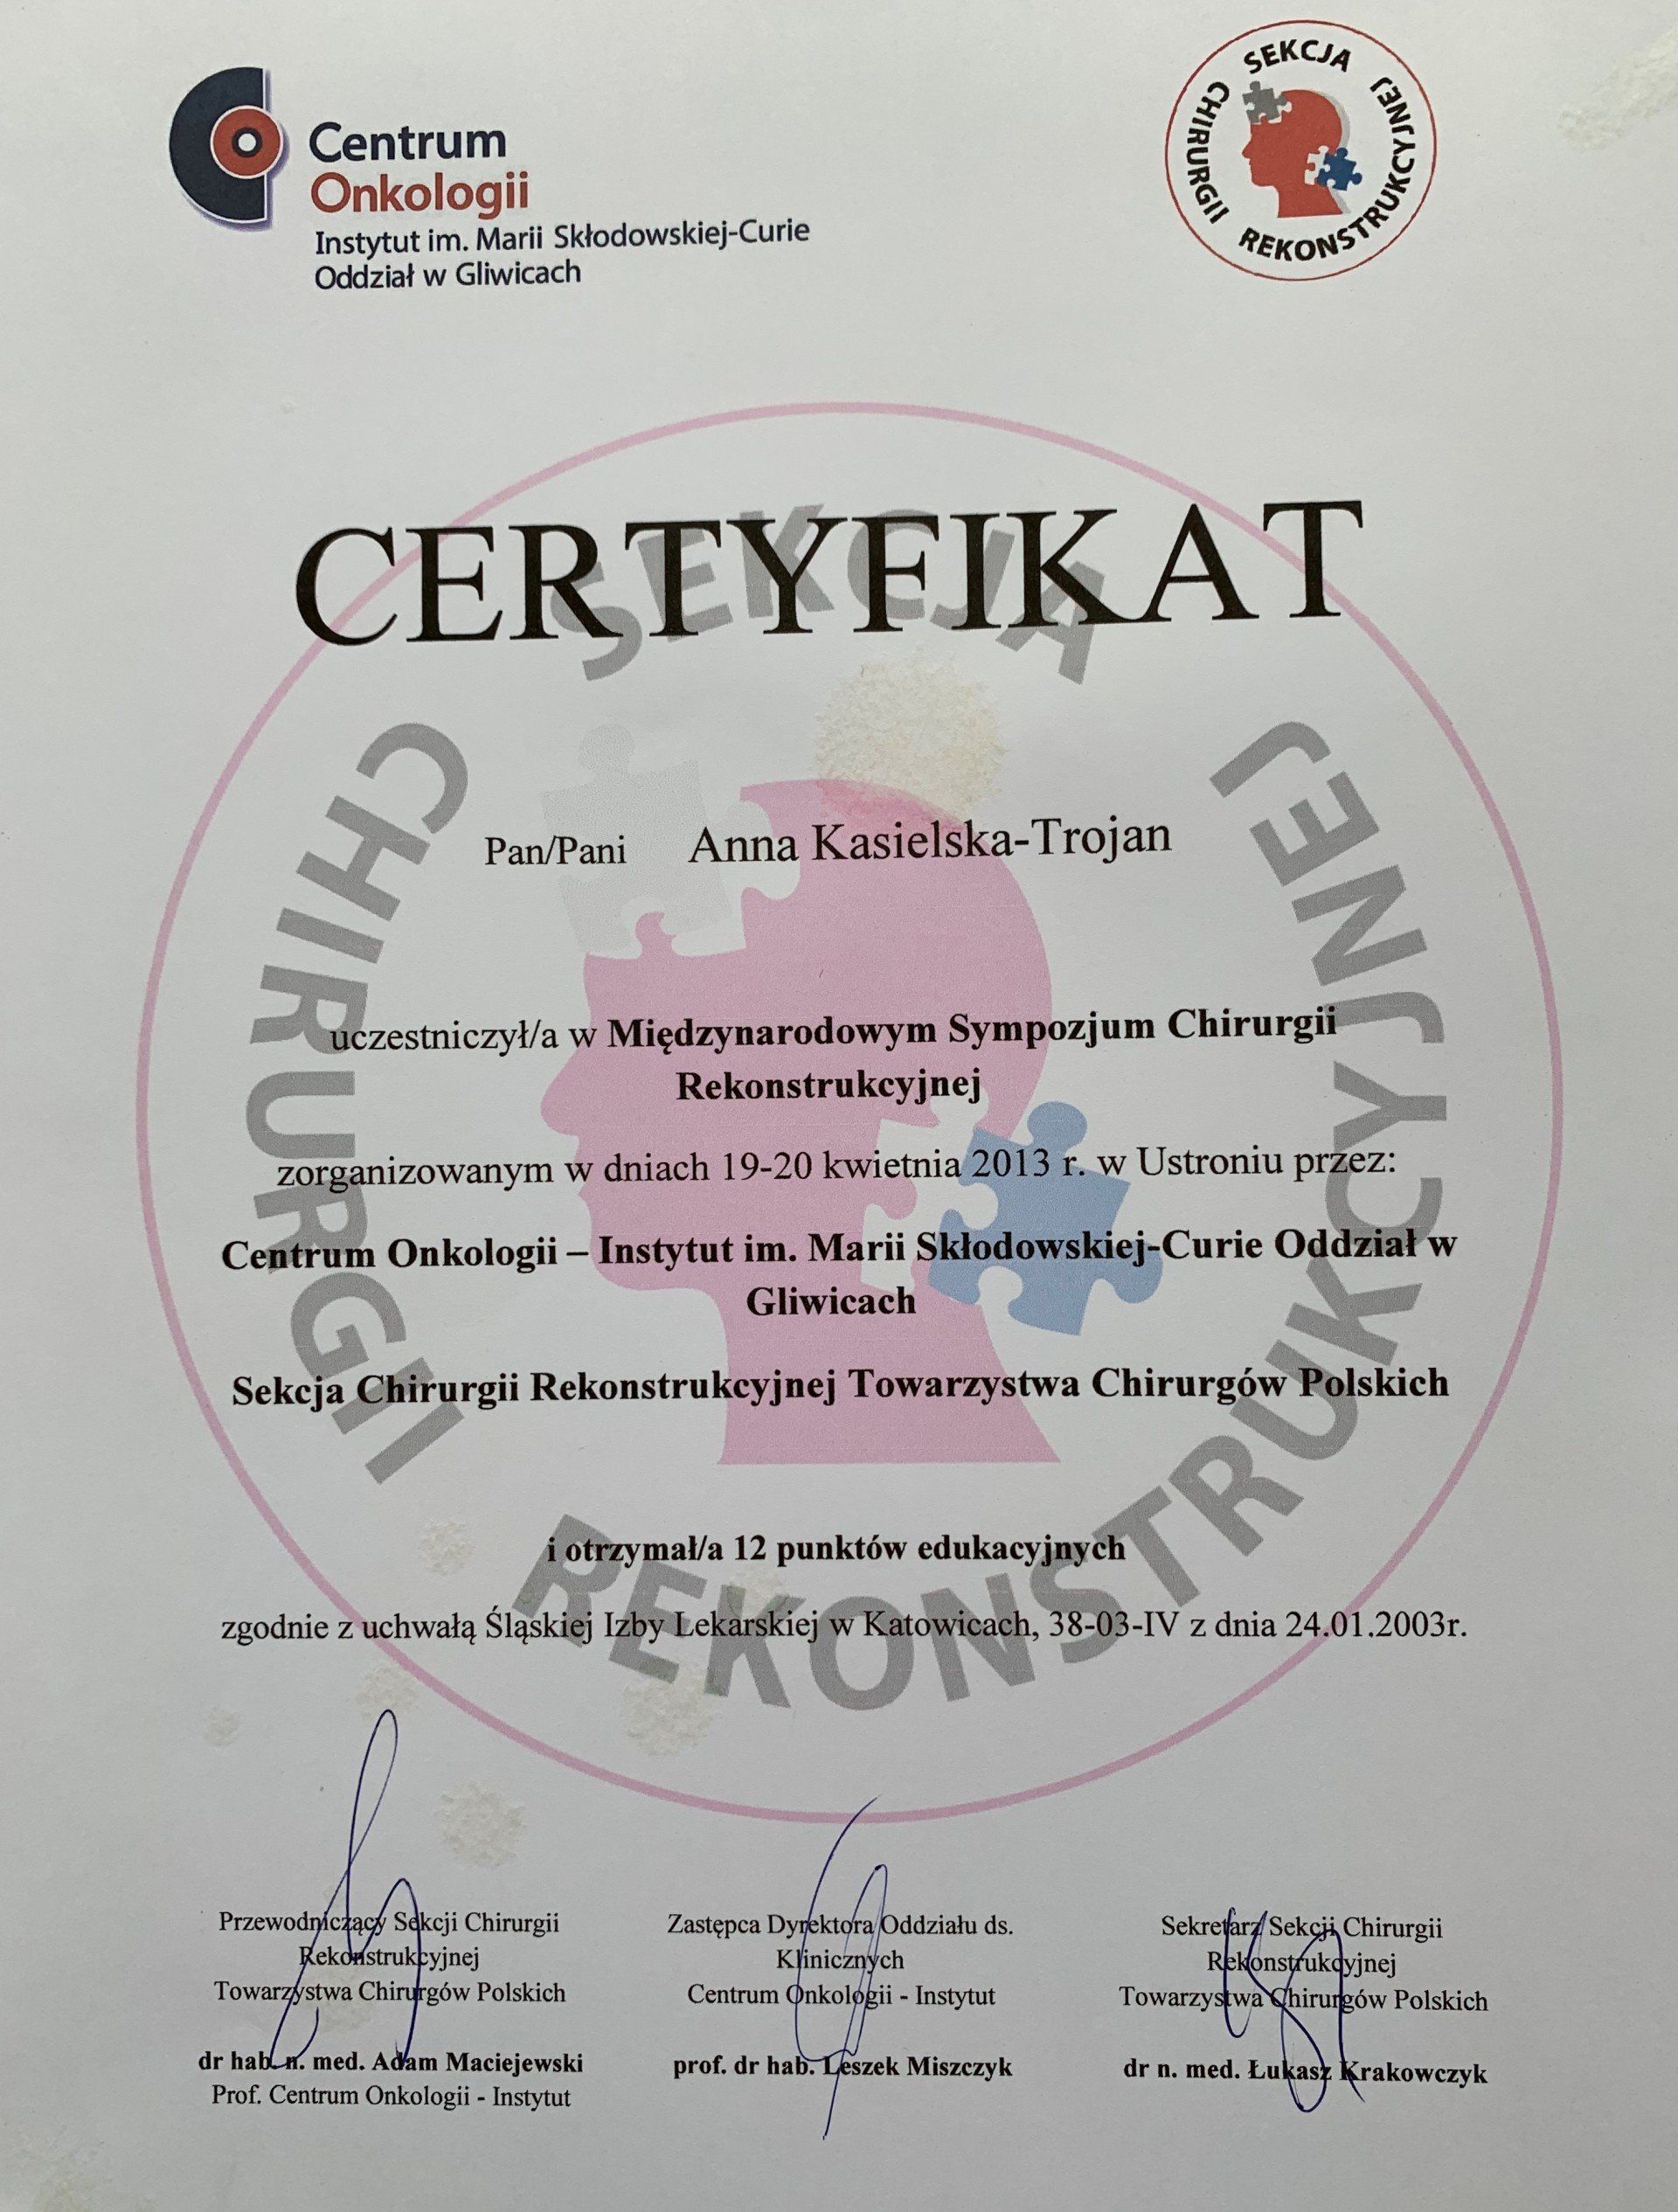 Centrum
Onkologii
Instytut im. Marii Skłodowskiej-Curie
Oddział w Gliwicach
SEKCJA
CHIRURGII
REKONSTRUKCYJNEJ
CERTYFIKAT
SEKCJA
CHIRURGII
REKONSTRUKCYJNEJ
Pan/Pani Anna Kasielska-Trojan
uczestniczył/a w Międzynarodowym Sympozjum Chirurgii
Rekonstrukcyjnej
zorganizowanym w dniach 19-20 kwietnia 2013 r. w Ustroniu przez:
Centrum Onkologii – Instytut im. Marii Skłodowskiej-Curie Oddział w
Gliwicach
Sekcja Chirurgii Rekonstrukcyjnej Towarzystwa Chirurgów Polskich
i otrzymał/a 12 punktów edukacyjnych
zgodnie z uchwałą Śląskiej Izby Lekarskiej w Katowicach, 38-03-IV z dnia 24.01.2003r.
Przewodniczący Sekcji Chirurgii
Rekonstrukcyjnej
Towarzystwa Chirurgów Polskich
dr hab. n. med. Adam Maciejewski
Prof. Centrum Onkologii - Instytut
Zastępca Dyrektora Oddziału ds.
Klinicznych
Centrum Onkologii - Instytut
prof. dr hab. Leszek Miszczyk
Sekretarz Sekcji Chirurgii
Rekonstrukcyjnej
Towarzystwa Chirurgów Polskich
dr n. med. Łukasz Krakowczyk